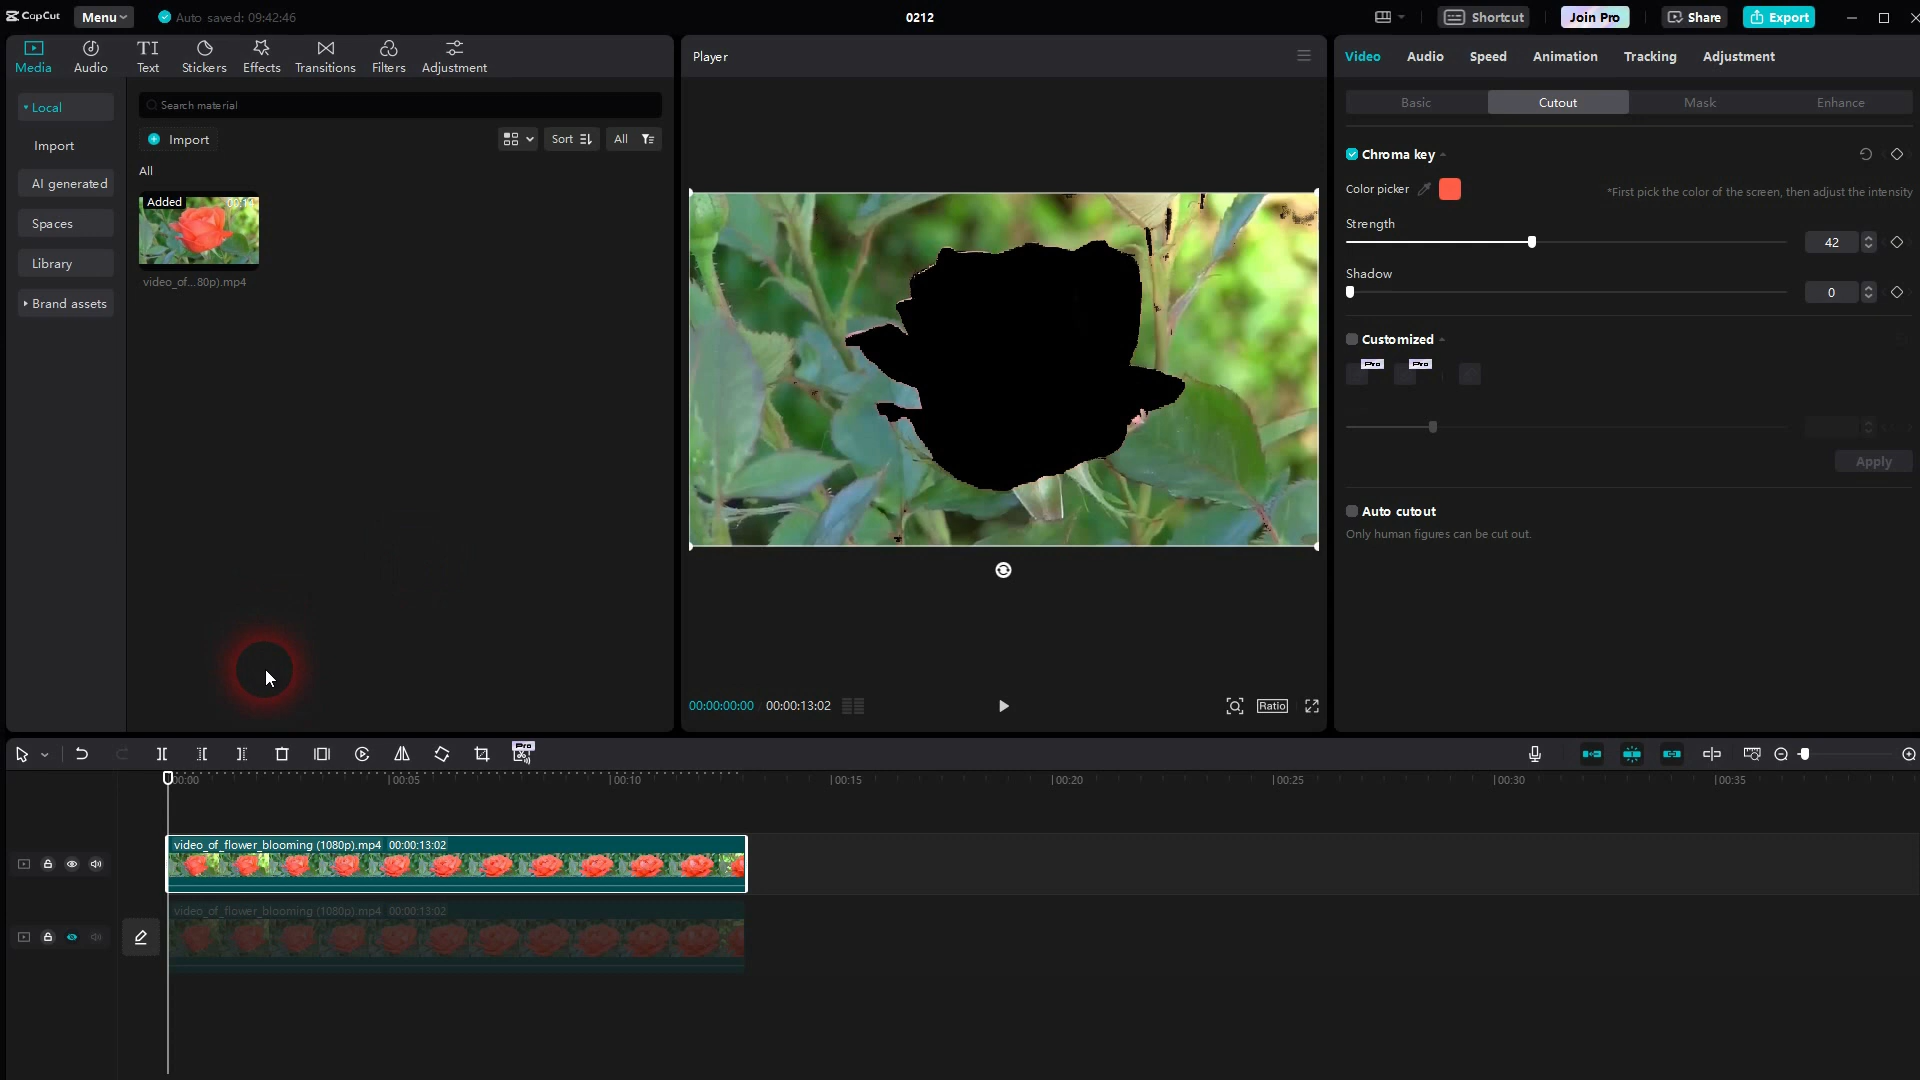 CapCut
Menu
Auto saved: 09:42:46
0212
Shortcut
Join Pro
Share
Export
Media
Audio
Text
Stickers
Effects
Transitions
Filters
Adjustment
Local
Import
AI generated
Spaces
Library
Brand assets
Search material
Import
Sort
All
All
Added
video_of...80p).mp4
Player
00:00:00:00
00:00:13:02
Ratio
Video
Audio
Speed
Animation
Tracking
Adjustment
Basic
Cutout
Mask
Enhance
Chroma key
Color picker
*First pick the color of the screen, then adjust the intensity
Strength
42
Shadow
0
Customized
Pro
Pro
Apply
Auto cutout
Only human figures can be cut out.
Pro
00:00
00:05
00:10
00:15
00:20
00:25
00:30
00:35
video_of_flower_blooming (1080p).mp4 00:00:13:02
video_of_flower_blooming (1080p).mp4 00:00:13:02